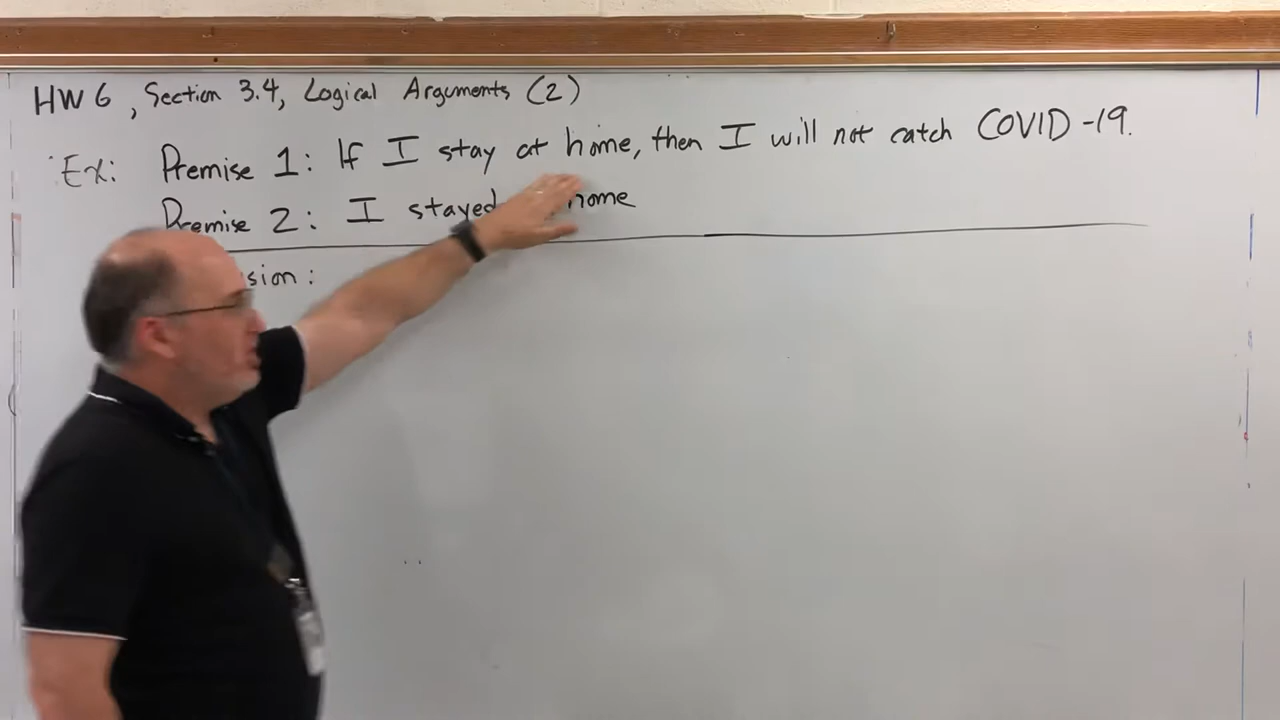 HW 6, Section 3.4, Logical Arguments (2)
Ex: Premise 1: If I stay at home, then I will not catch COVID-19.
Premise 2: I stayed home
sion: